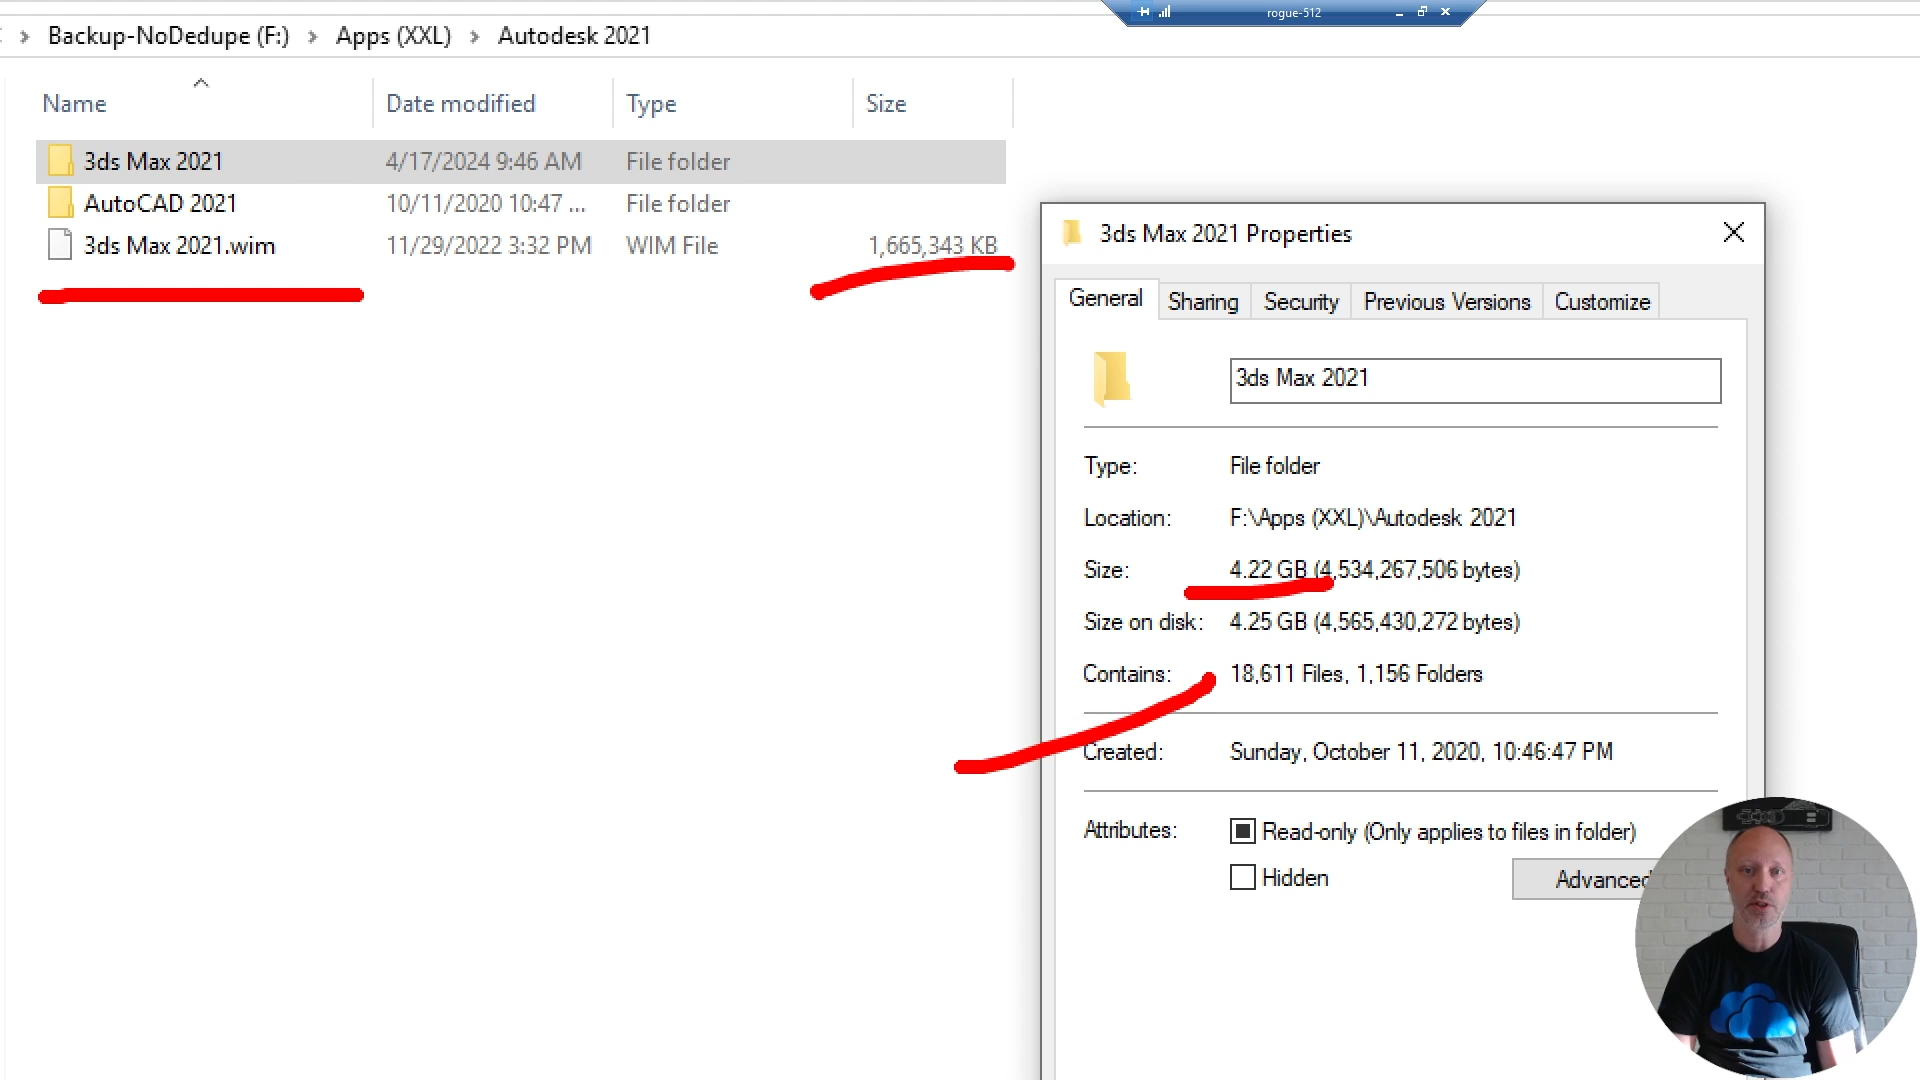 rogue-512
Backup-NoDedupe (F:) > Apps (XXL) > Autodesk 2021
Name Date modified Type Size
3ds Max 2021 4/17/2024 9:46 AM File folder
AutoCAD 2021 10/11/2020 10:47 ... File folder
3ds Max 2021.wim 11/29/2022 3:32 PM WIM File 1,665,343 KB
3ds Max 2021 Properties
General Sharing Security Previous Versions Customize
3ds Max 2021
Type: File folder
Location: F:\Apps (XXL)\Autodesk 2021
Size: 4.22 GB (4,534,267,506 bytes)
Size on disk: 4.25 GB (4,565,430,272 bytes)
Contains: 18,611 Files, 1,156 Folders
Created: Sunday, October 11, 2020, 10:46:47 PM
Attributes: Read-only (Only applies to files in folder)
Hidden Advanced